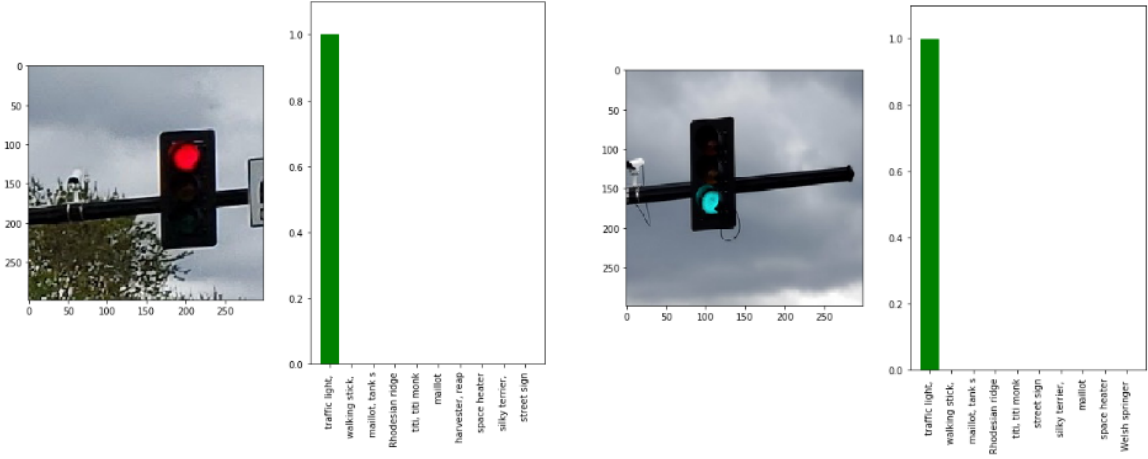 0
50
100
150
200
250
0 50 100 150 200 250
1.0
0.8
0.6
0.4
0.2
0.0
traffic light,
walking stick,
maillot, tank s
Rhodesian ridge
titi, titi monk
maillot
harvester, reap
space heater
silky terrier,
street sign
0
50
100
150
200
250
0 50 100 150 200 250
1.0
0.8
0.6
0.4
0.2
0.0
traffic light,
walking stick,
maillot, tank s
Rhodesian ridge
titi, titi monk
street sign
silky terrier,
maillot
space heater
Welsh springer